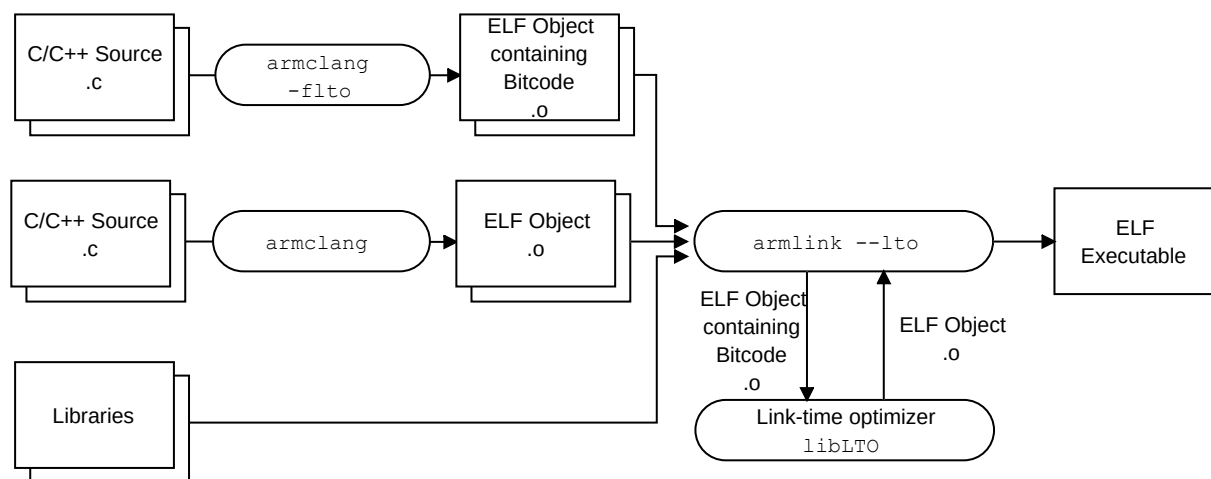 C/C++ Source
.c
armclang
-flto
ELF Object
containing
Bitcode
.o
C/C++ Source
.c
armclang
ELF Object
.o
armlink --lto
ELF
Executable
ELF Object
containing
Bitcode
.o
ELF Object
.o
Libraries
Link-time optimizer
libLTO